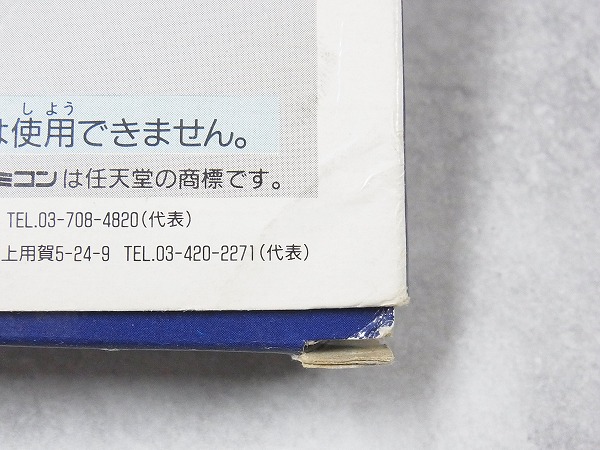 しよう
は使用できません。
ミコンは任天堂の商標です。
TEL.03-708-4820(代表)
上用賀5-24-9 TEL.03-420-2271(代表)